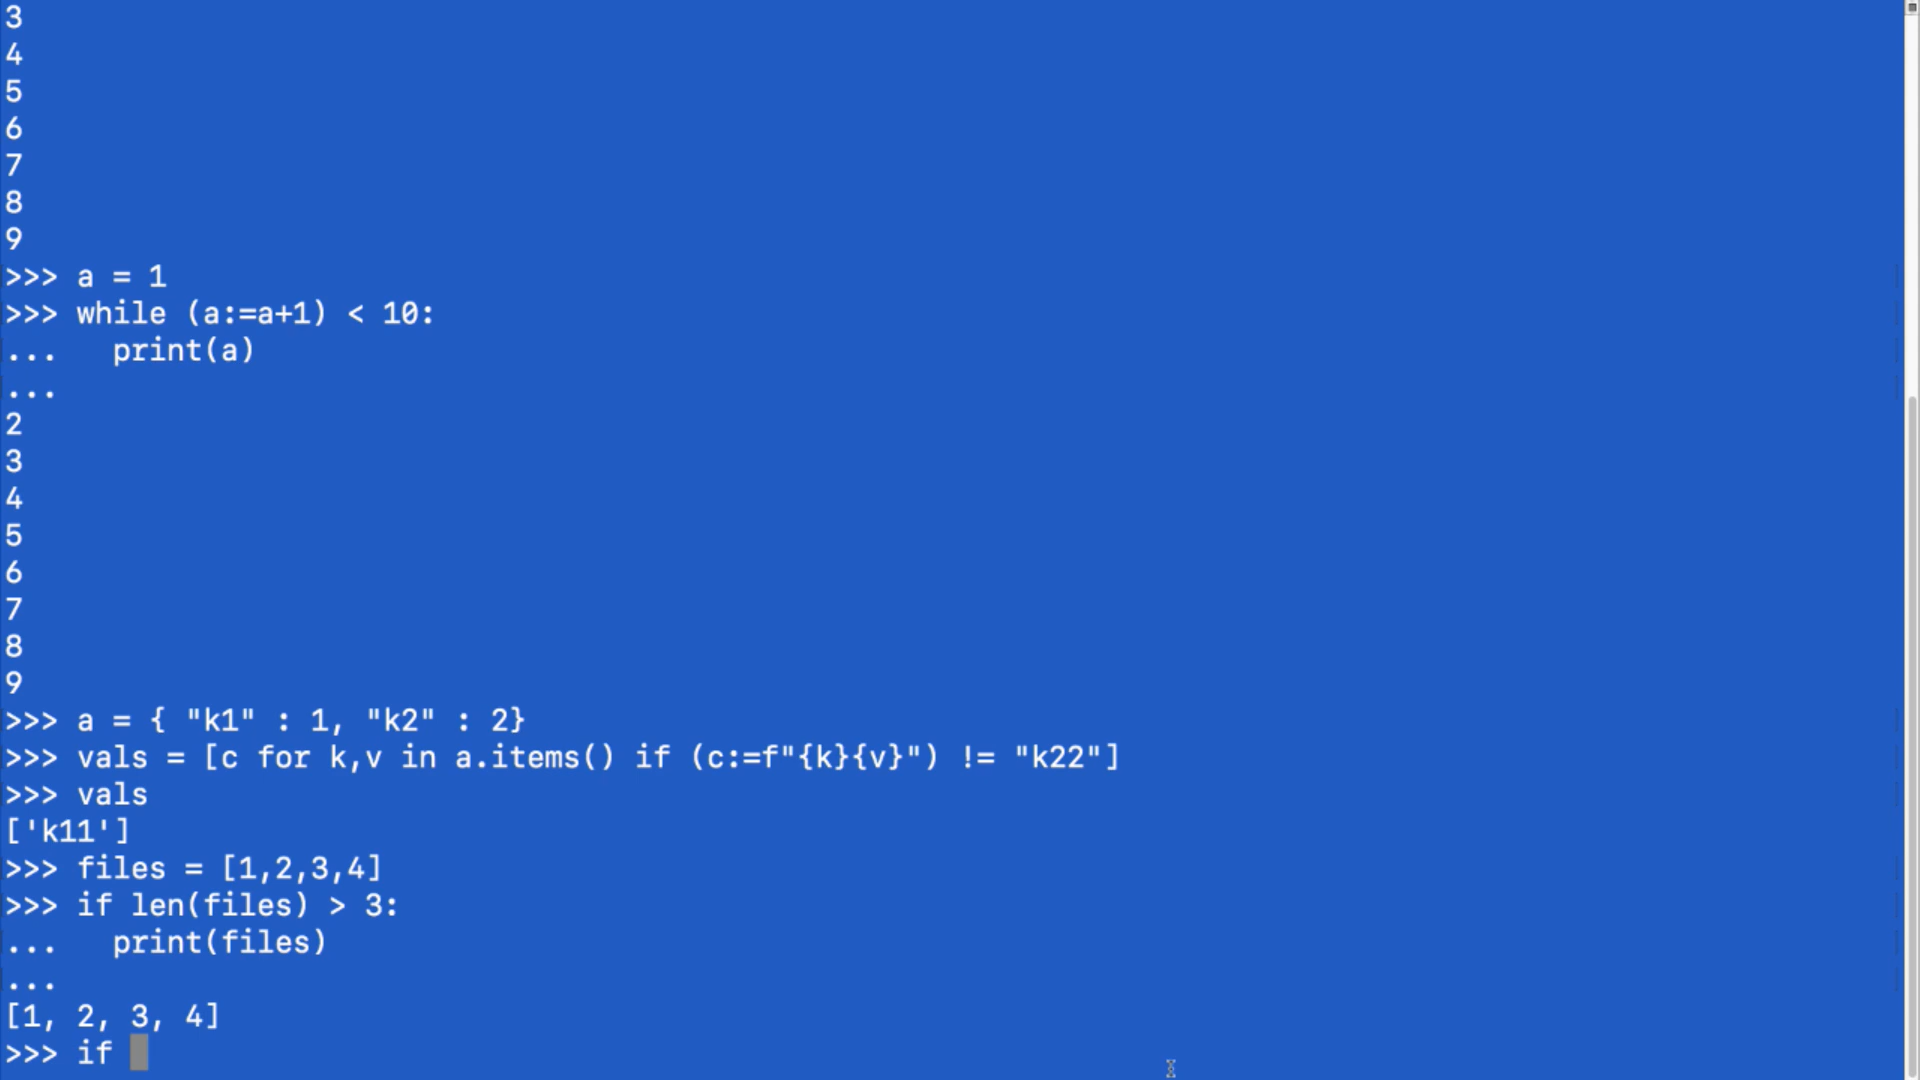 3
4
5
6
7
8
9
>>> a = 1
>>> while (a:=a+1) < 10:
...   print(a)
...
2
3
4
5
6
7
8
9
>>> a = { "k1" : 1, "k2" : 2}
>>> vals = [c for k,v in a.items() if (c:=f"{k}{v}") != "k22"]
>>> vals
['k11']
>>> files = [1,2,3,4]
>>> if len(files) > 3:
...   print(files)
...
[1, 2, 3, 4]
>>> if